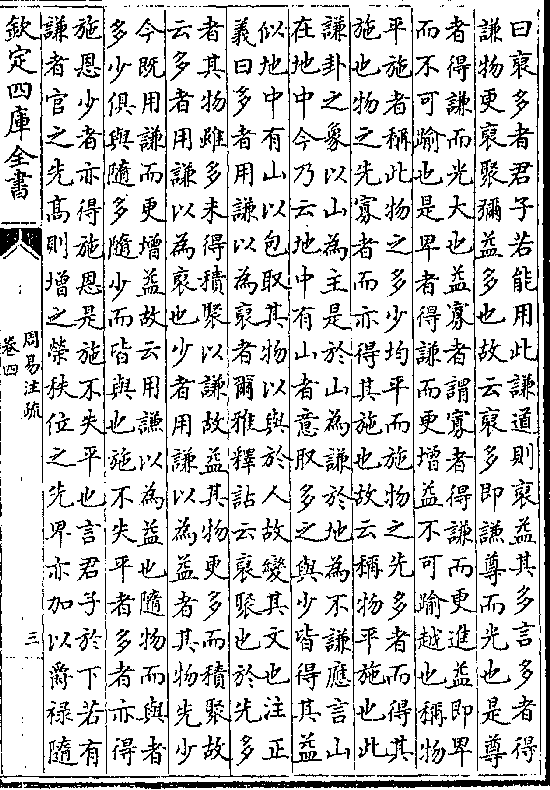 曰裒多者君子若能用此謙道則裒益其多言多者得
謙物更裒聚彌益多也故云裒多即謙尊而光也是尊
者得謙而光大也益寡者謂寡者得謙而更進益即卑
而不可踰也是卑者得謙而更增益不可踰越也稱物
平施者稱此物之多少均平而施物之先多者而得其
施也物之先寡者而亦得其施也故云稱物平施也此
謙卦之象以山為主是於山為謙於地為不謙應言山
在地中今乃云地中有山者意取多之與少皆得其益
似地中有山以包取其物以與於人故變其文也注正
義曰多者用謙以為裒者爾雅釋詁云裒聚也於先多
者其物雖多未得積聚以謙故益其物更多而積聚故
云多者用謙以為裒也少者用謙以為益者其物先少
今既用謙而更增益故云用謙以為益也隨物而與者
多少俱與隨多隨少而皆與也施不失平者多者亦得
施恩少者亦得施恩是施不失平也言君子於下若有
謙者官之先高則增之榮秩位之先卑亦加以爵祿隨
欽定四庫全書
周易注疏
卷四
三